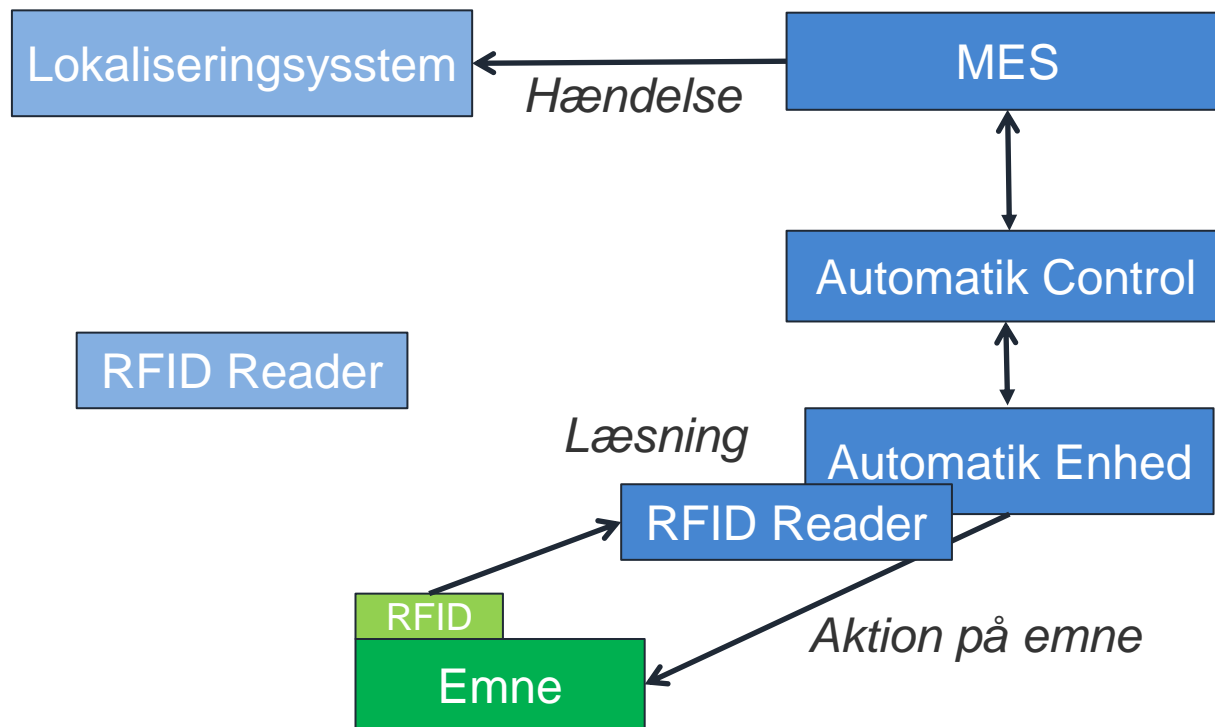 Lokaliseringsysstem
MES
Hændelse
Automatik Control
RFID Reader
Læsning
Automatik Enhed
RFID Reader
RFID
Aktion på emne
Emne